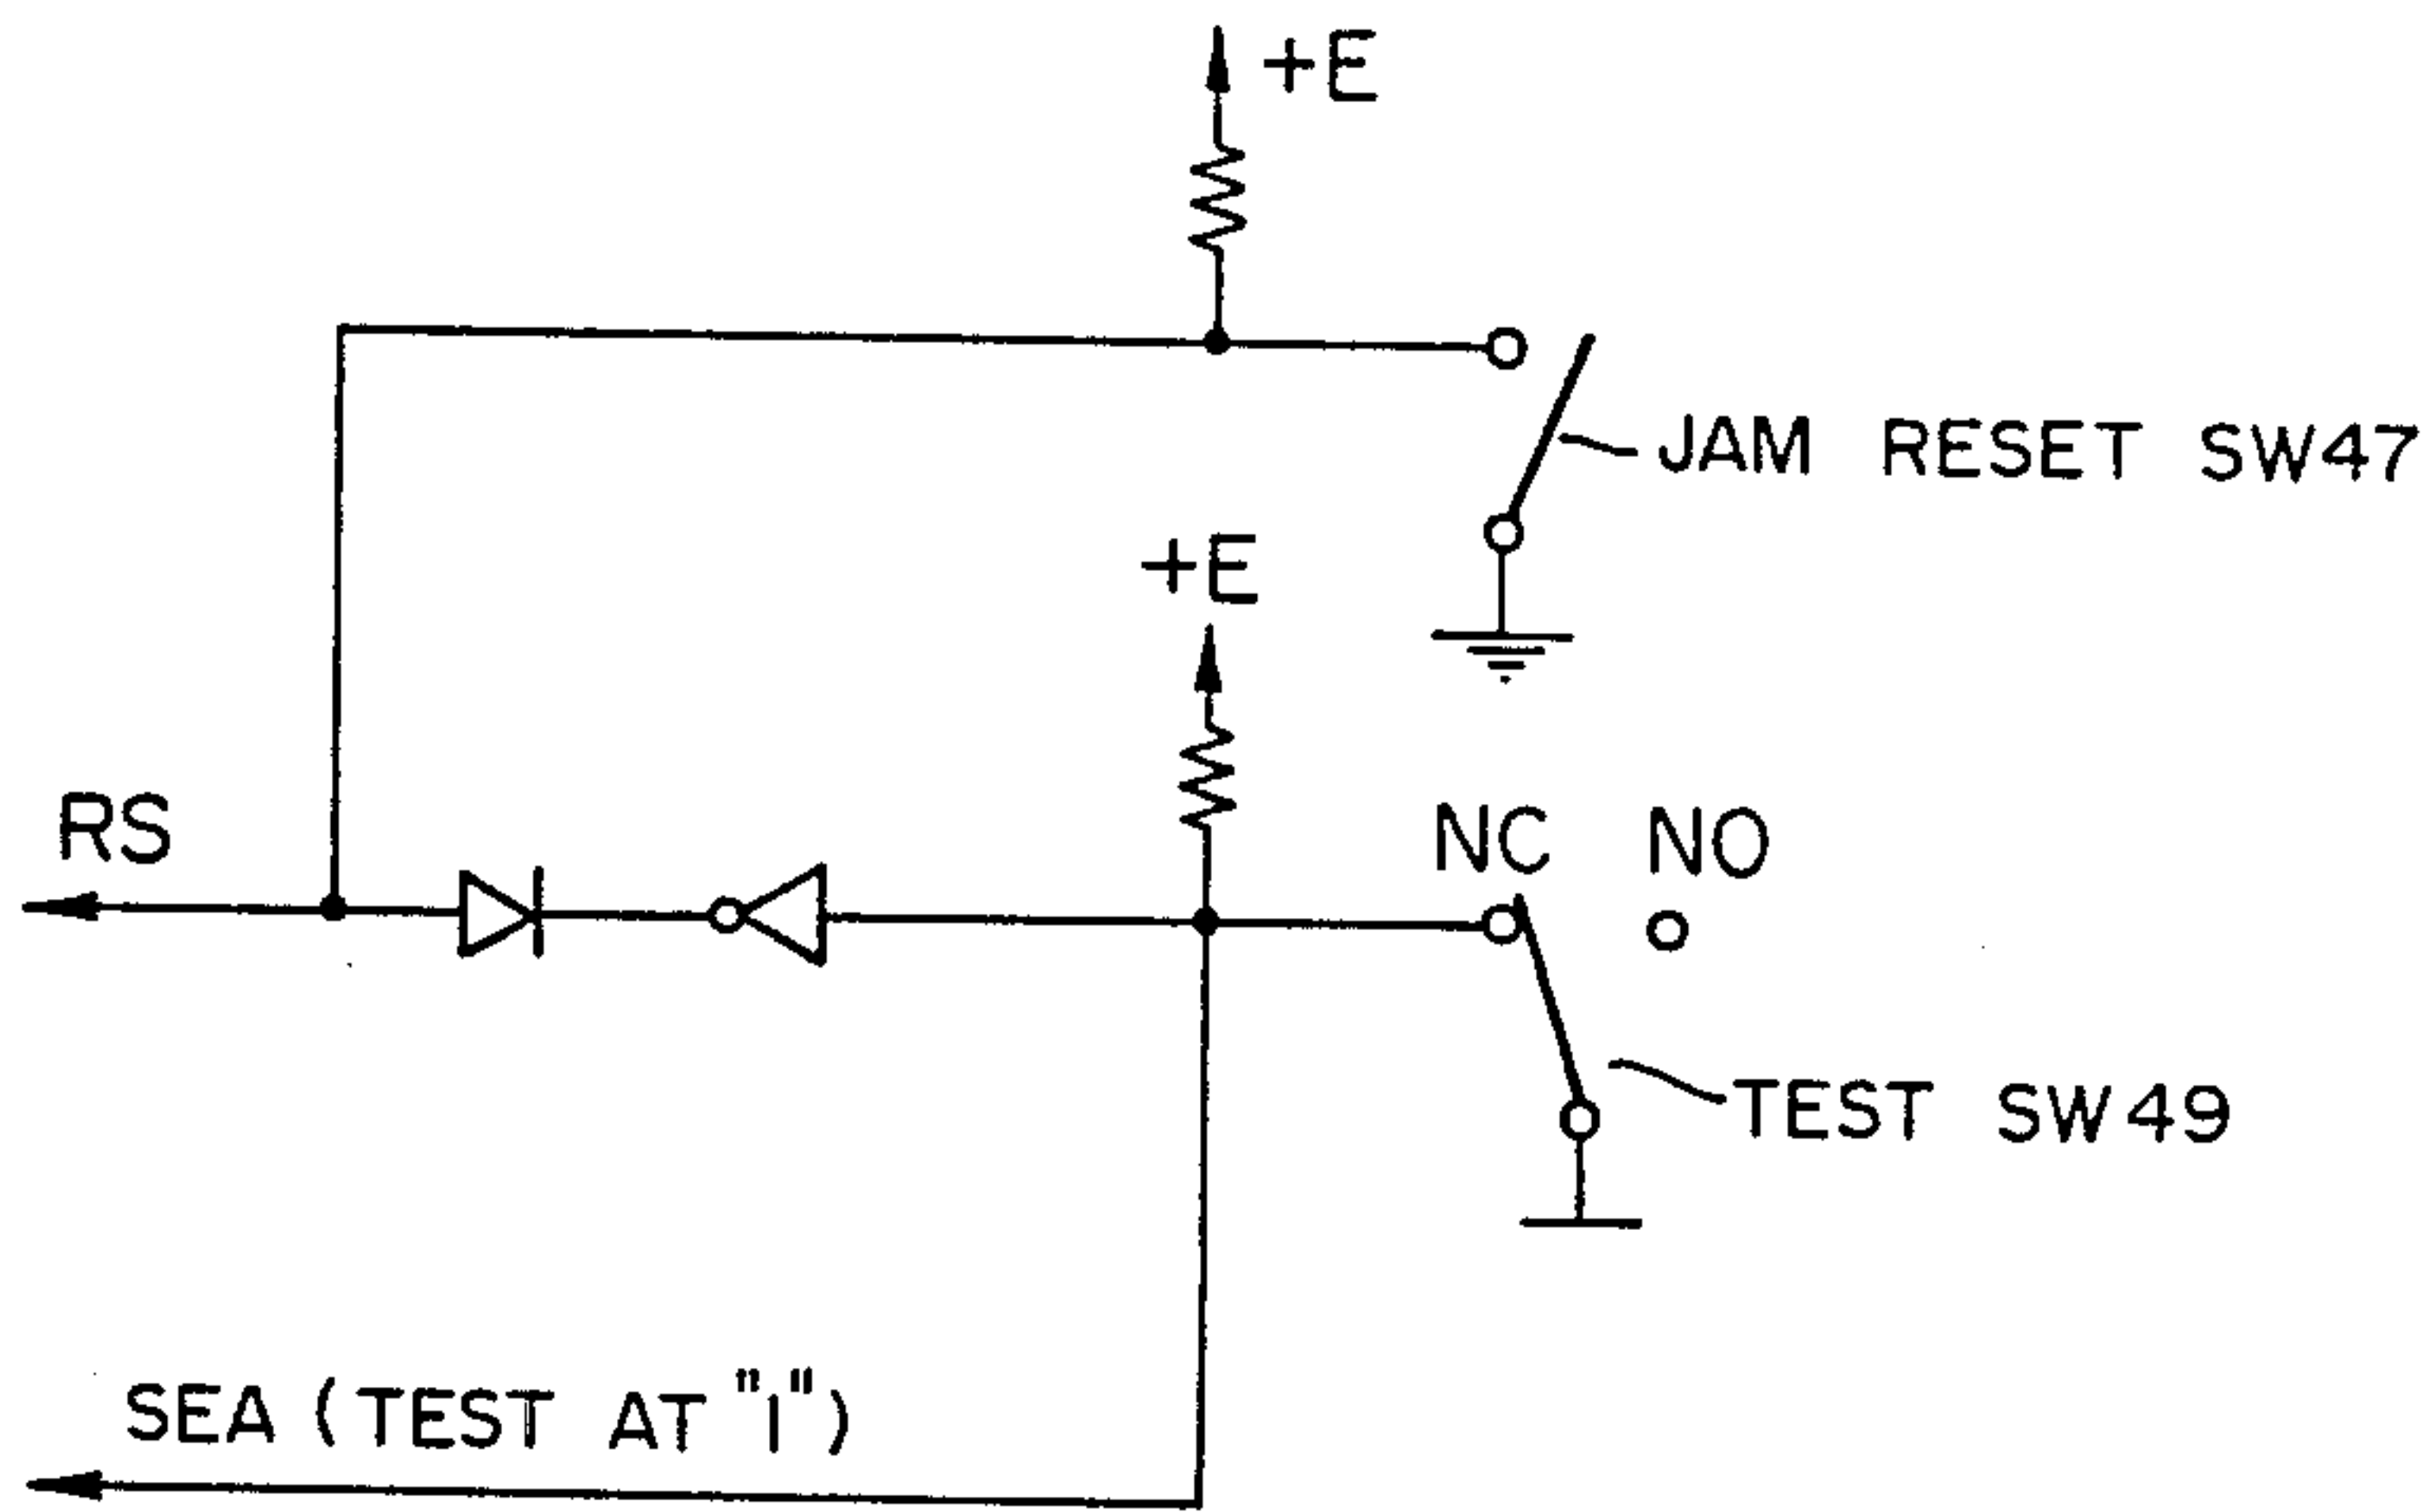 +E
JAM RESET SW47
+E
RS
NC NO
TEST SW49
SEA (TEST AT "1")